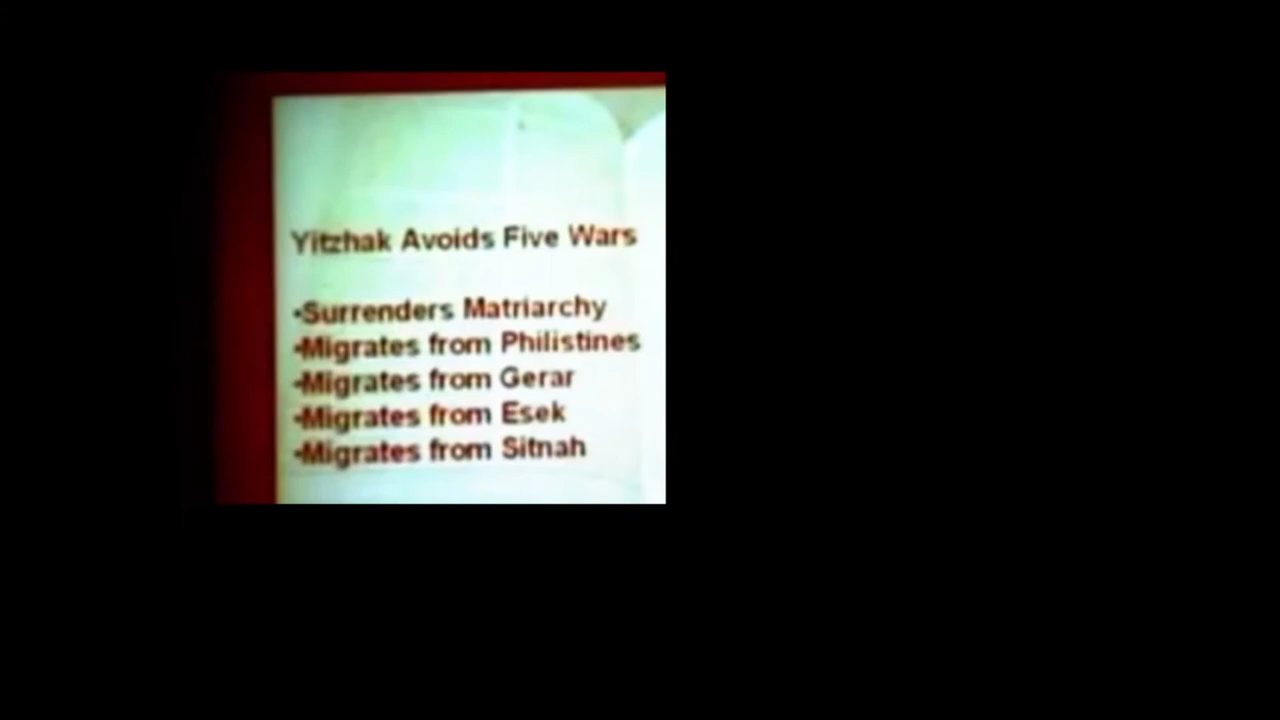 Yitzhak Avoids Five Wars
•Surrenders Matriarchy
•Migrates from Philistines
•Migrates from Gerar
•Migrates from Esek
•Migrates from Sitnah